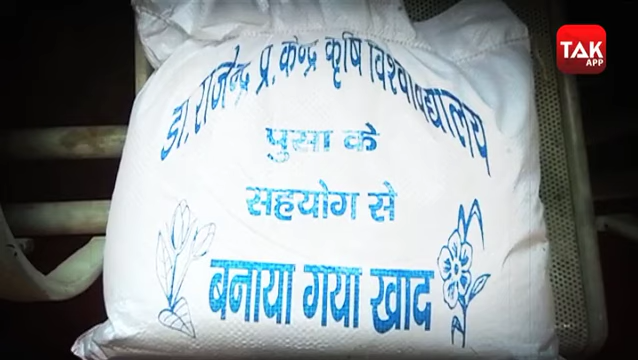 डा. राजेन्द्र प्र. केन्द्र कृषि विश्वविद्यालय
पुसा के
सहयोग से
बनाया गया खाद
TAK
APP